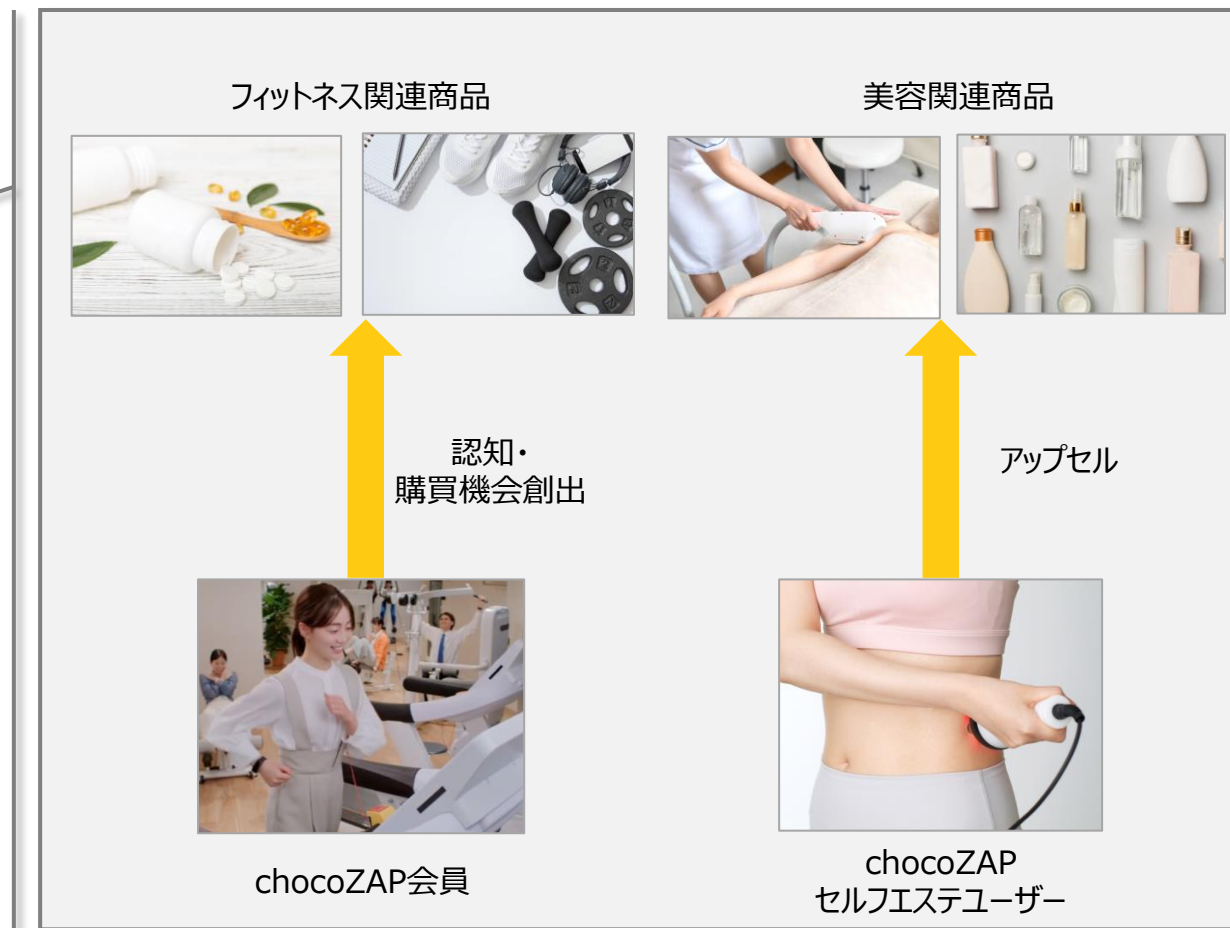 フィットネス関連商品
美容関連商品
認知・
購買機会創出
アップセル
chocoZAP会員
chocoZAP
セルフエステユーザー